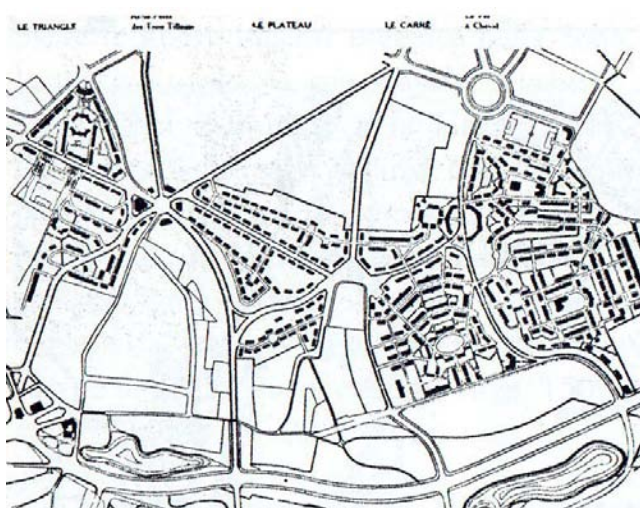 LE TRIANGLE
des Trois Tilleuls
LE PLATEAU
LE CARRÉ
à Cheval